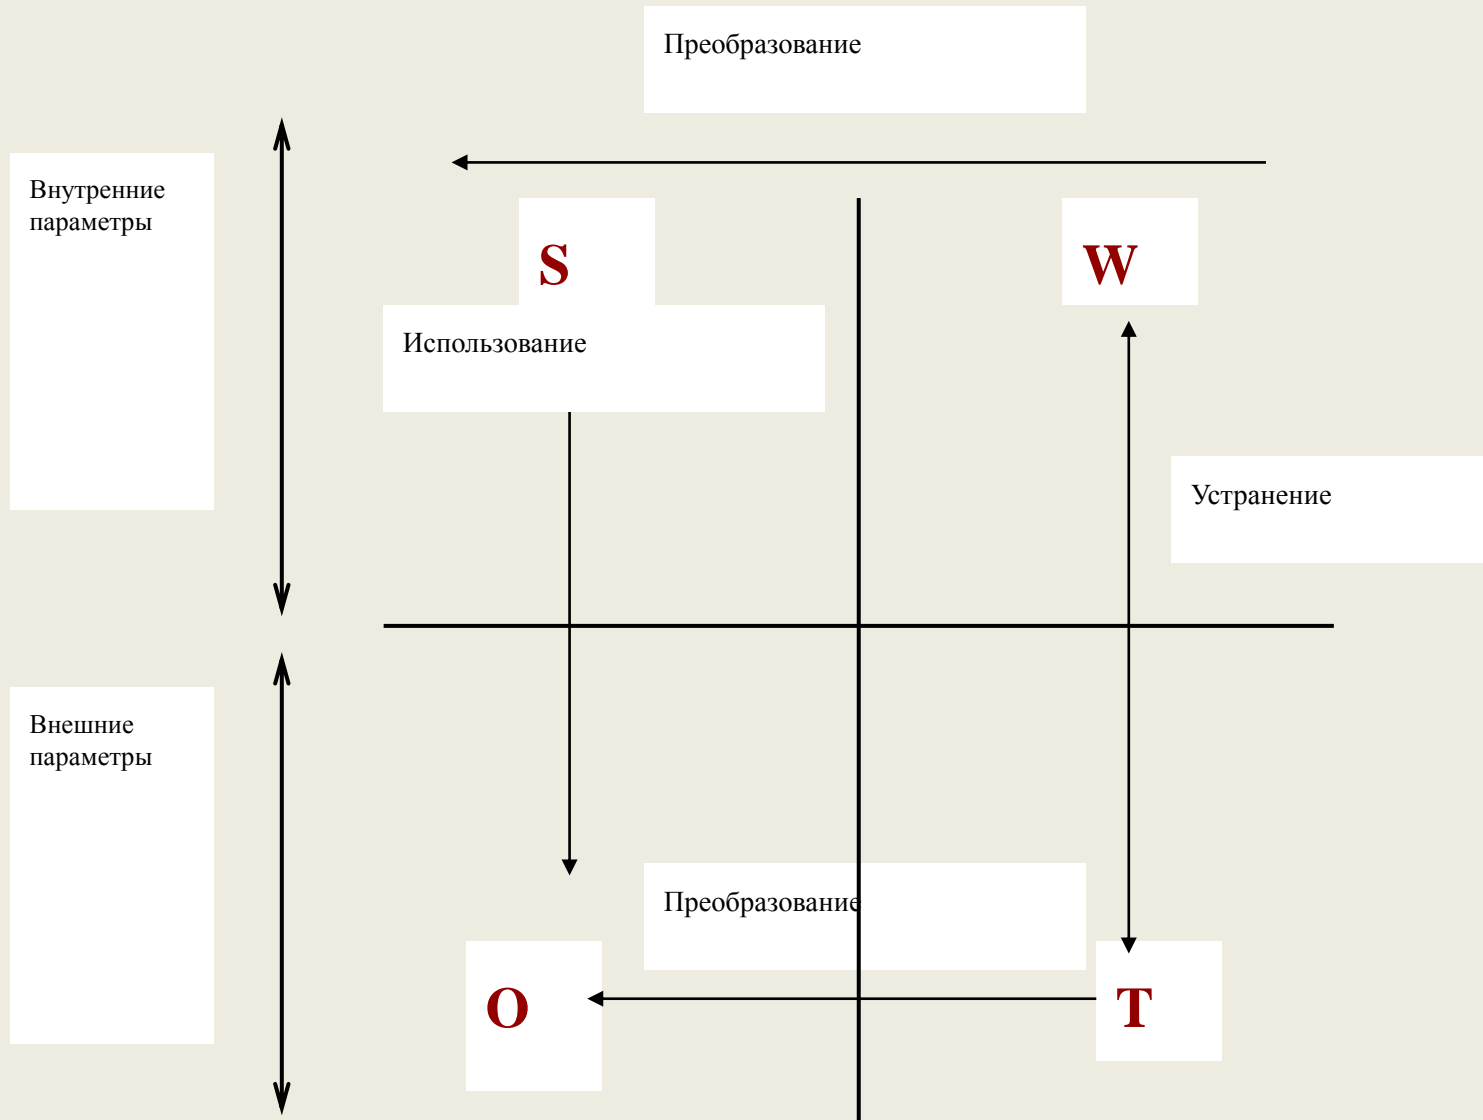 Преобразование
Внутренние
параметры
S
W
Использование
Устранение
Внешние
параметры
Преобразование
O
T